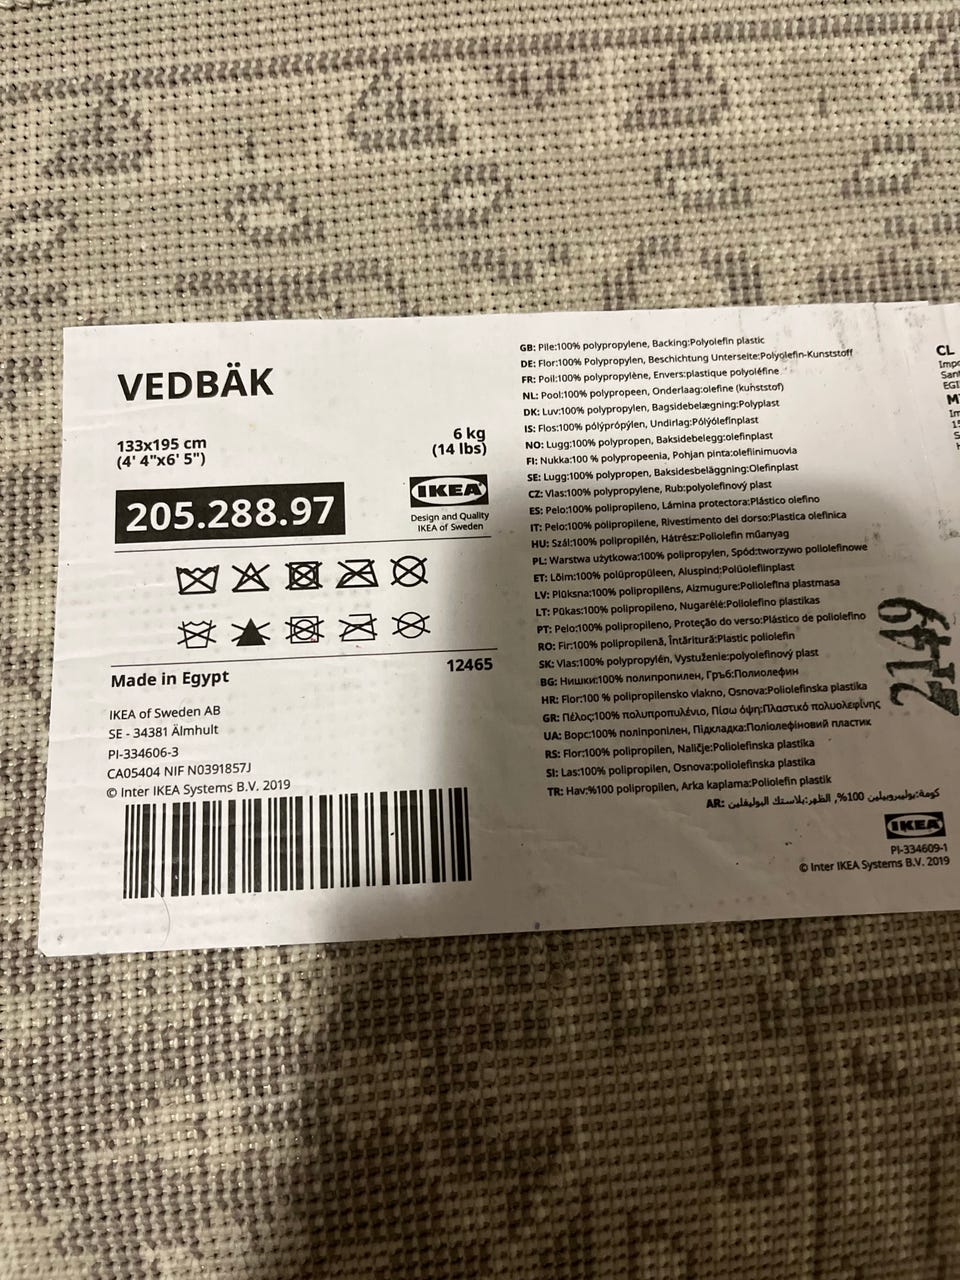 VEDBÄK
133x195 cm
(4' 4"x6' 5")
6 kg
(14 lbs)
205.288.97
IKEA
Design and Quality
IKEA of Sweden
Made in Egypt
12465
IKEA of Sweden AB
SE - 34381 Älmhult
PI-334606-3
CA05404 NIF N0391857J
© Inter IKEA Systems B.V. 2019
GB: Pile:100% polypropylene, Backing:Polyolefin plastic
DE: Flor:100% Polypropylen, Beschichtung Unterseite:Polyolefin-Kunststoff
FR: Poil:100% polypropylène, Envers:plastique polyoléfine
NL: Pool:100% polypropeen, Onderlaag:olefine (kunststof)
DK: Luv:100% polypropylen, Bagsidebelægning:Polyplast
IS: Flos:100% pólýprópýlen, Undirlag:Pólýólefínplast
NO: Lugg:100% polypropen, Baksidebelegg:olefinplast
FI: Nukka:100 % polypropeenia, Pohjan pinta:olefiinimuovia
SE: Lugg:100% polypropen, Baksidesbeläggning:Olefinplast
CZ: Vlas:100% polypropylene, Rub:polyolefinový plast
ES: Pelo:100% polipropileno, Lámina protectora:Plástico olefino
IT: Pelo:100% polipropilene, Rivestimento del dorso:Plastica olefinica
HU: Szál:100% polipropilén, Hátrész:Poliolefin műanyag
PL: Warstwa użytkowa:100% polipropylen, Spód:tworzywo poliolefinowe
ET: Lõim:100% polüpropüleen, Aluspind:Polüolefiinplast
LV: Plūksna:100% polipropilēns, Aizmugure:Poliolefīna plastmasa
LT: Pūkas:100% polipropileno, Nugarėlė:Poliolefino plastikas
PT: Pelo:100% polipropileno, Proteção do verso:Plástico de poliolefino
RO: Fir:100% polipropilenă, Întăritură:Plastic poliolefin
SK: Vlas:100% polypropylén, Vystuženie:polyolefinový plast
BG: Нишки:100% полипропилен, Гръб:Полиолефин
HR: Flor:100 % polipropilensko vlakno, Osnova:Poliolefinska plastika
GR: Πέλος:100% πολυπροπυλένιο, Πίσω όψη:Πλαστικό πολυολεφίνης
UA: Ворс:100% поліпропілен, Підкладка:Поліолефіновий пластик
RS: Flor:100% polipropilen, Naličje:Poliolefinska plastika
SI: Las:100% polipropilen, Osnova:poliolefinska plastika
TR: Hav:%100 polipropilen, Arka kaplama:Poliolefin plastik
AR: كومة:بوليبروبيلين 100%, الظهر:بلاستك البوليفلين
IKEA
PI-334609-1
© Inter IKEA Systems B.V. 2019
2149
CL